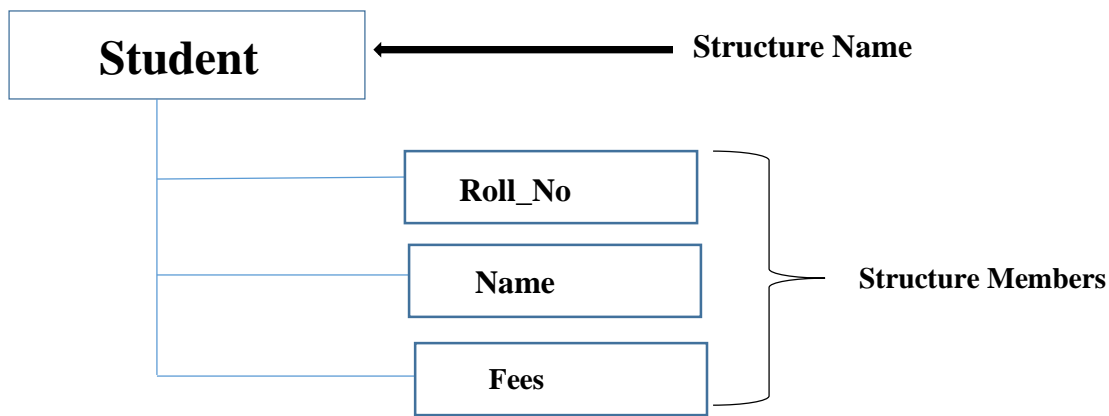 Student
Structure Name
Roll_No
Name
Structure Members
Fees